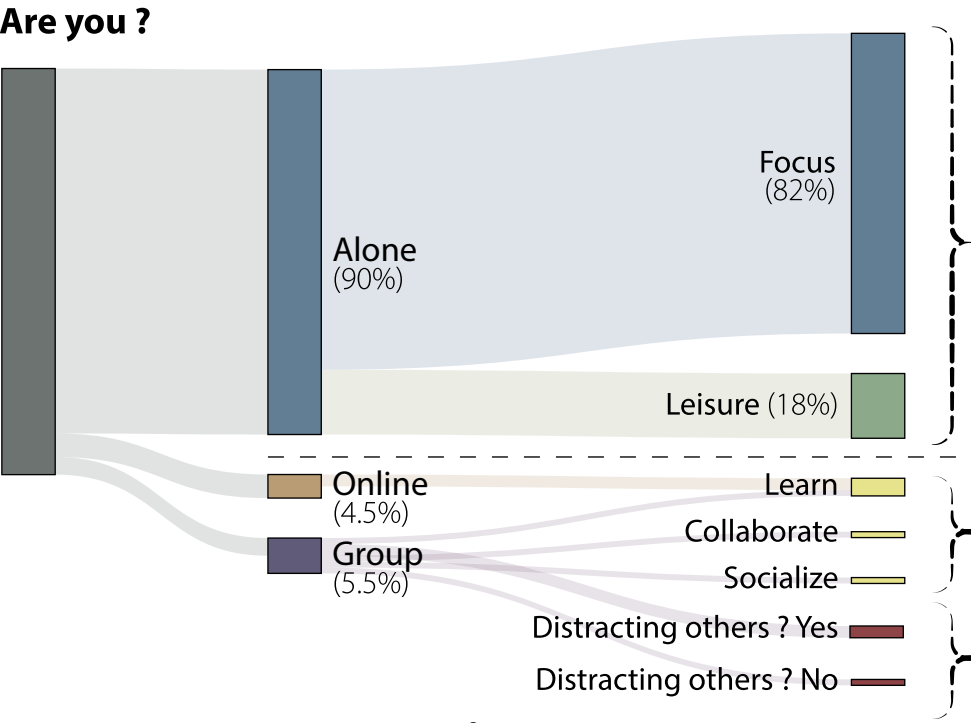 Are you ?
Focus
(82%)
Alone
(90%)
Leisure (18%)
Online
(4.5%)
Learn
Collaborate
Group
(5.5%)
Socialize
Distracting others ? Yes
Distracting others ? No